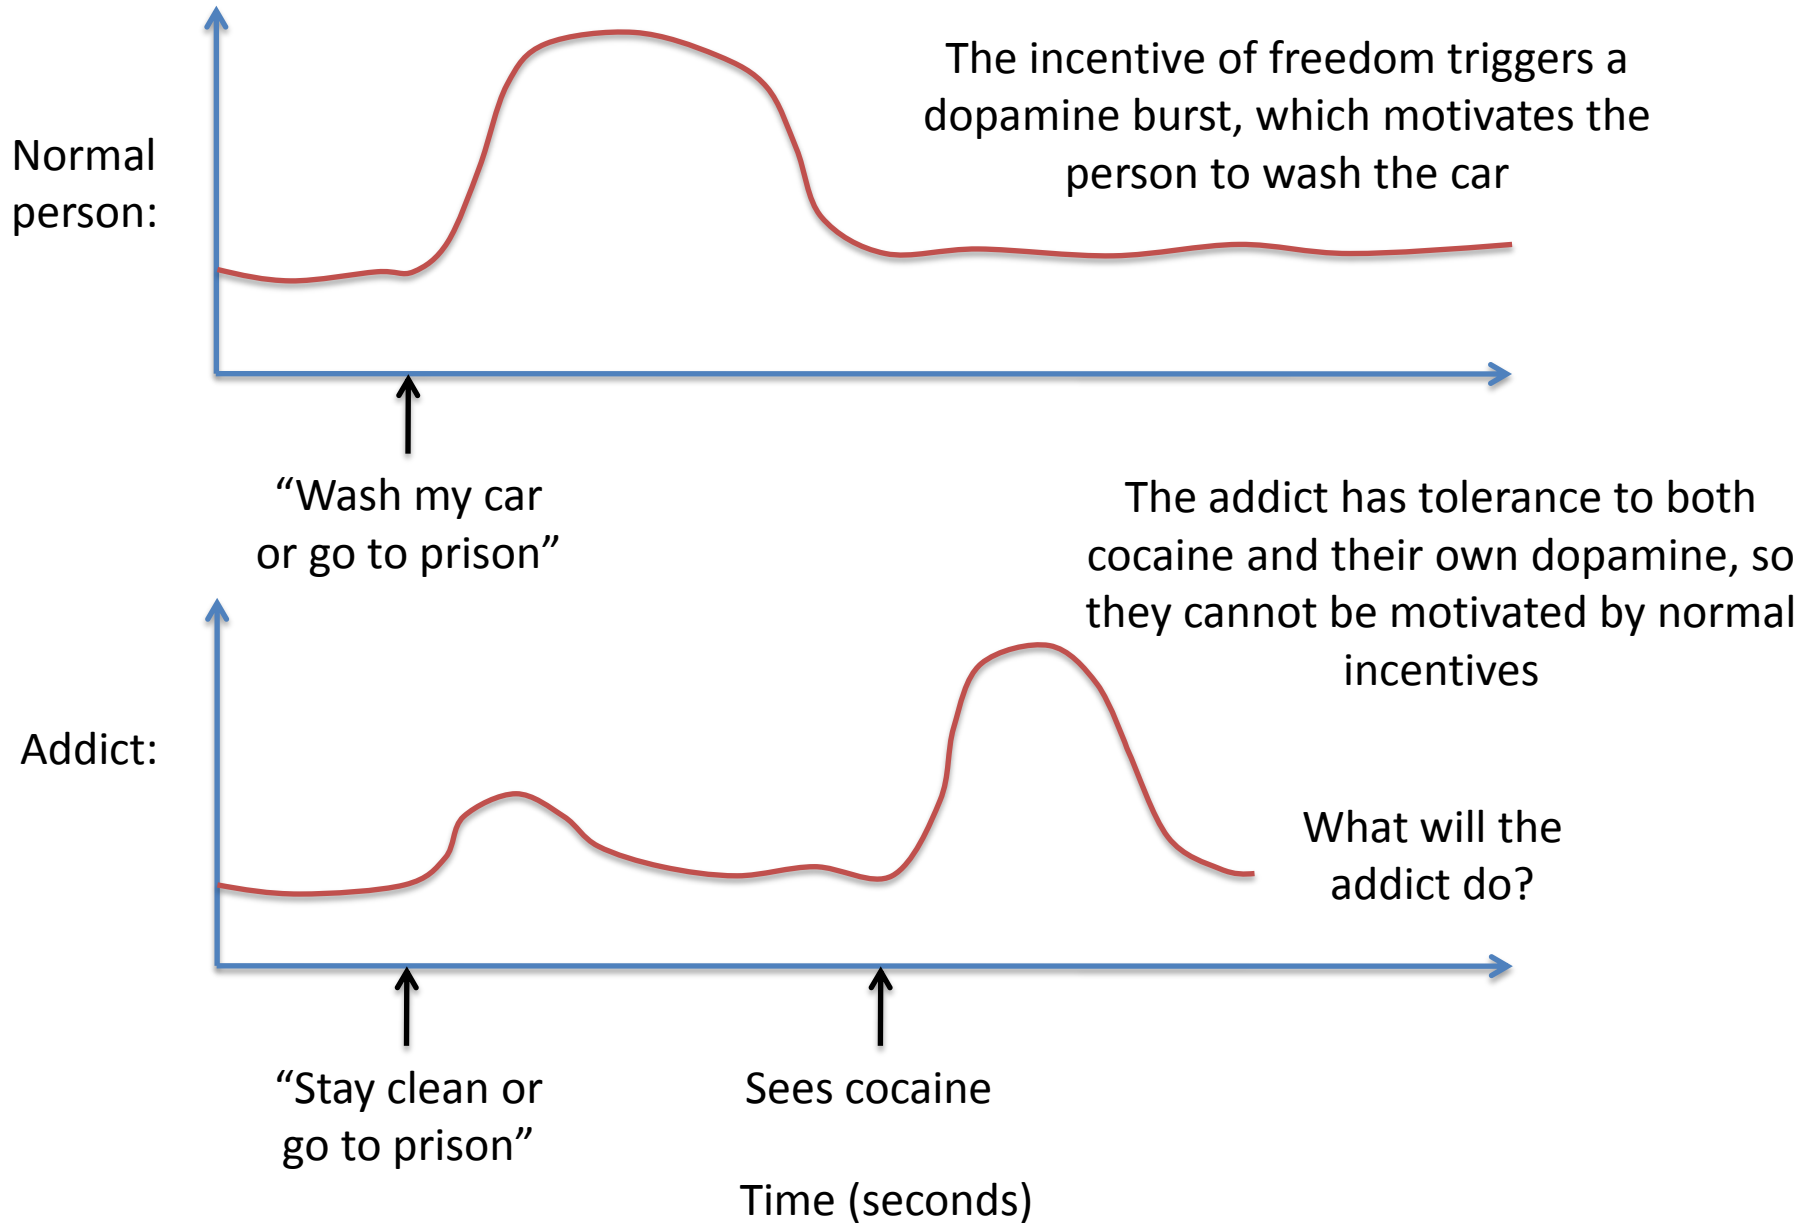 The incentive of freedom triggers a
dopamine burst, which motivates the
person to wash the car
Normal
person:
“Wash my car
or go to prison”
The addict has tolerance to both
cocaine and their own dopamine, so
they cannot be motivated by normal
incentives
Addict:
What will the
addict do?
“Stay clean or
go to prison”
Sees cocaine
Time (seconds)